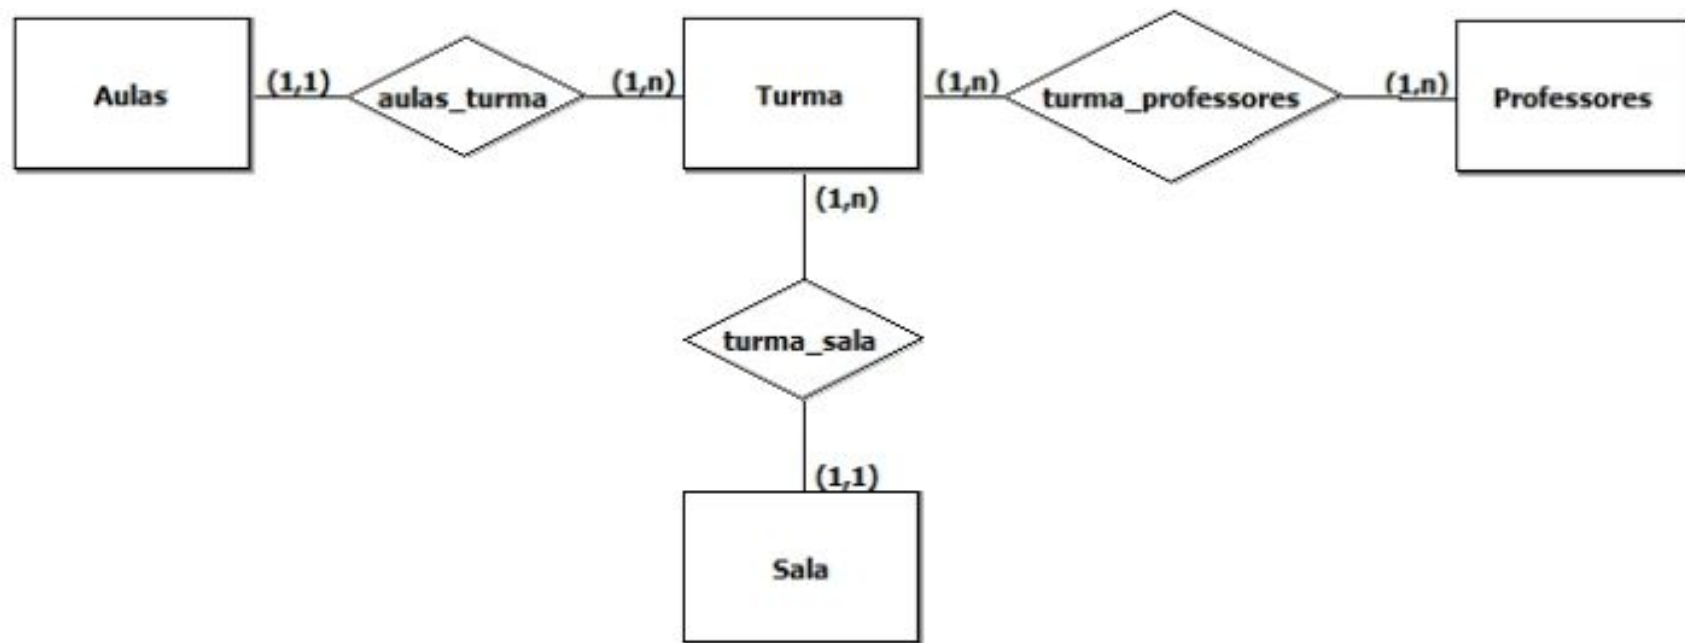 Aulas
(1,1)
aulas_turma
(1,n)
Turma
(1,n)
turma_professores
(1,n)
Professores
(1,n)
turma_sala
(1,1)
Sala